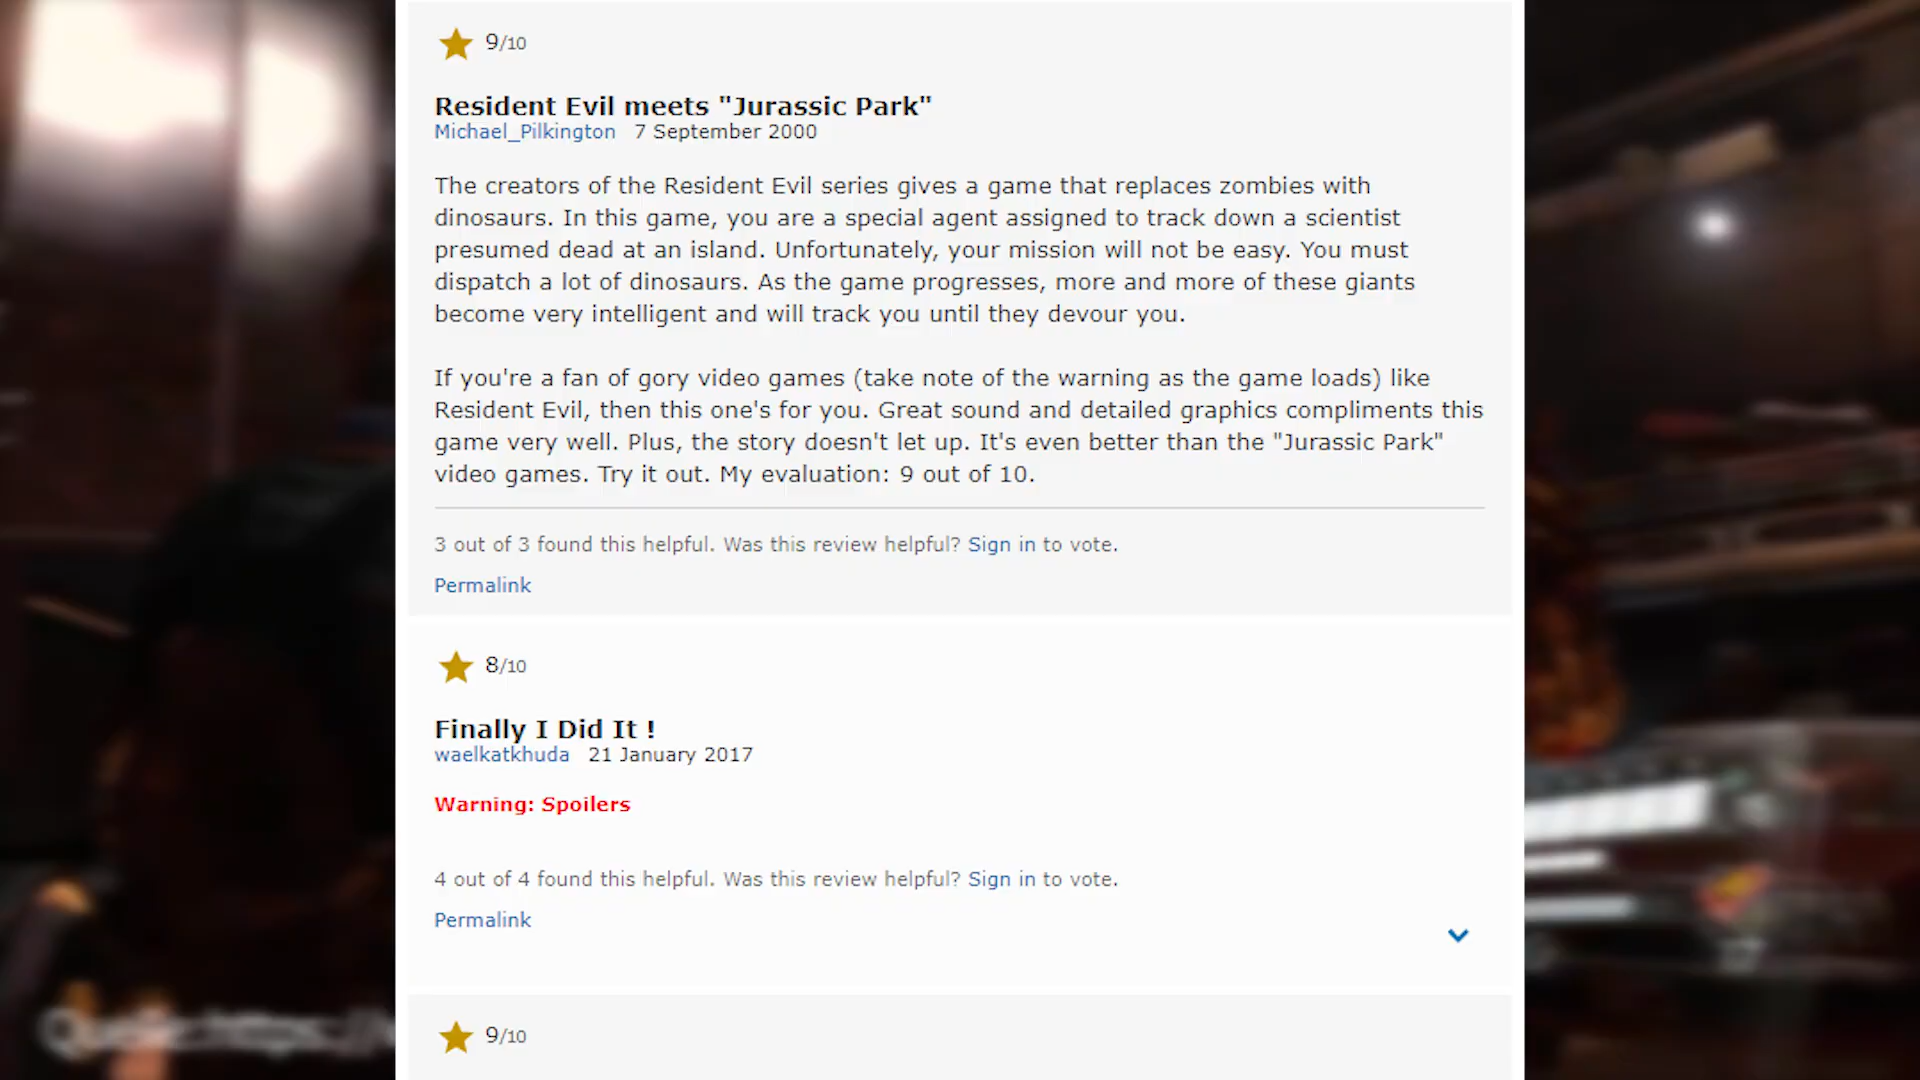 9/10
Resident Evil meets "Jurassic Park"
Michael_Pilkington 7 September 2000
The creators of the Resident Evil series gives a game that replaces zombies with
dinosaurs. In this game, you are a special agent assigned to track down a scientist
presumed dead at an island. Unfortunately, your mission will not be easy. You must
dispatch a lot of dinosaurs. As the game progresses, more and more of these giants
become very intelligent and will track you until they devour you.
If you're a fan of gory video games (take note of the warning as the game loads) like
Resident Evil, then this one's for you. Great sound and detailed graphics compliments this
game very well. Plus, the story doesn't let up. It's even better than the "Jurassic Park"
video games. Try it out. My evaluation: 9 out of 10.
3 out of 3 found this helpful. Was this review helpful? Sign in to vote.
Permalink
8/10
Finally I Did It !
waelkatkhuda 21 January 2017
Warning: Spoilers
4 out of 4 found this helpful. Was this review helpful? Sign in to vote.
Permalink
9/10